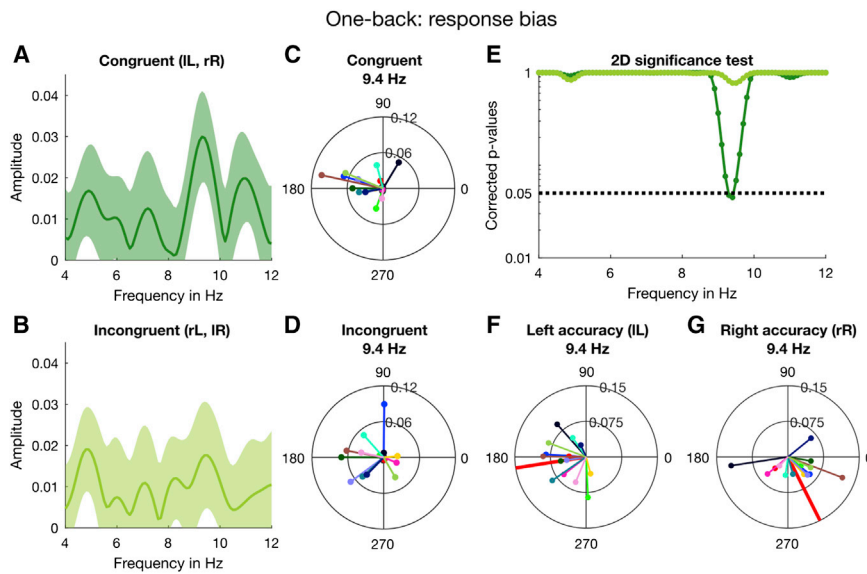 One-back: response bias
A
Congruent (lL, rR)
0.04
0.03
0.02
0.01
0
Amplitude
4 6 8 10 12
Frequency in Hz
C
Congruent
9.4 Hz
90
0.12
0.06
180
0
270
E
2D significance test
1
0.05
0.01
Corrected p-values
4 6 8 10 12
Frequency in Hz
B
Incongruent (rL, lR)
0.04
0.03
0.02
0.01
0
Amplitude
4 6 8 10 12
Frequency in Hz
D
Incongruent
9.4 Hz
90
0.12
0.06
180
0
270
F
Left accuracy (lL)
9.4 Hz
90
0.15
0.075
180
0
270
G
Right accuracy (rR)
9.4 Hz
90
0.15
0.075
180
0
270